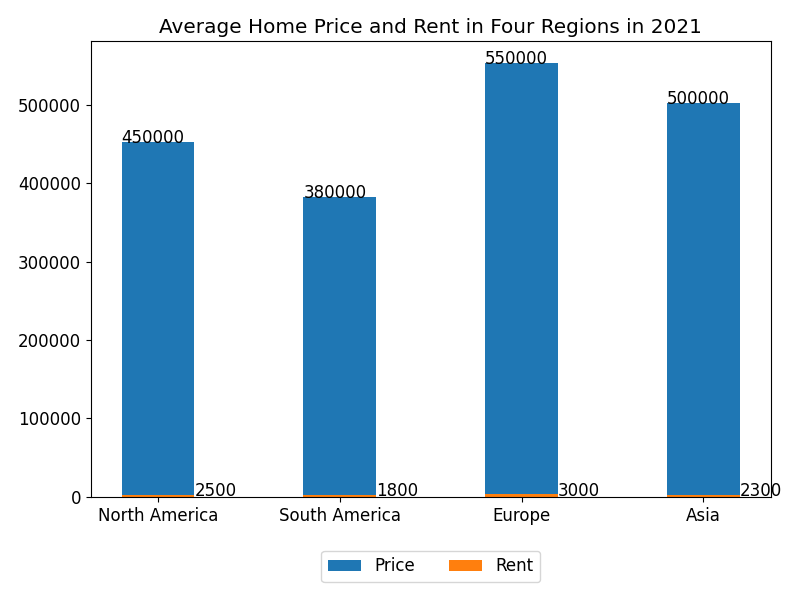 Average Home Price and Rent in Four Regions in 2021
550000
500000
500000
450000
400000
380000
300000
200000
100000
0
2500
1800
3000
2300
North America
South America
Europe
Asia
Price
Rent